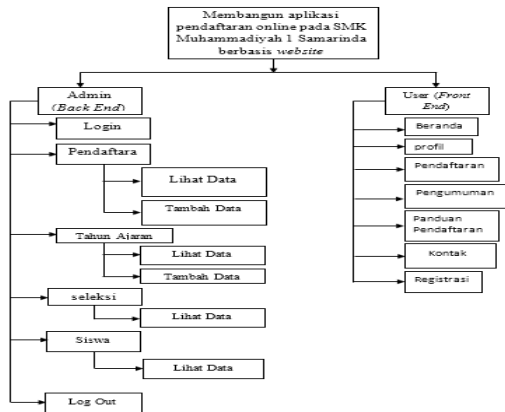 Membangun aplikasi
pendaftaran online pada SMK
Muhammadiyah 1 Samarinda
berbasis website
Admin
(Back End)
Login
Pendaftara
Lihat Data
Tambah Data
Tahun Ajaran
Lihat Data
Tambah Data
seleksi
Lihat Data
Siswa
Lihat Data
Log Out
User (Front
End)
Beranda
profil
Pendaftaran
Pengumuman
Panduan
Pendaftaran
Kontak
Registrasi